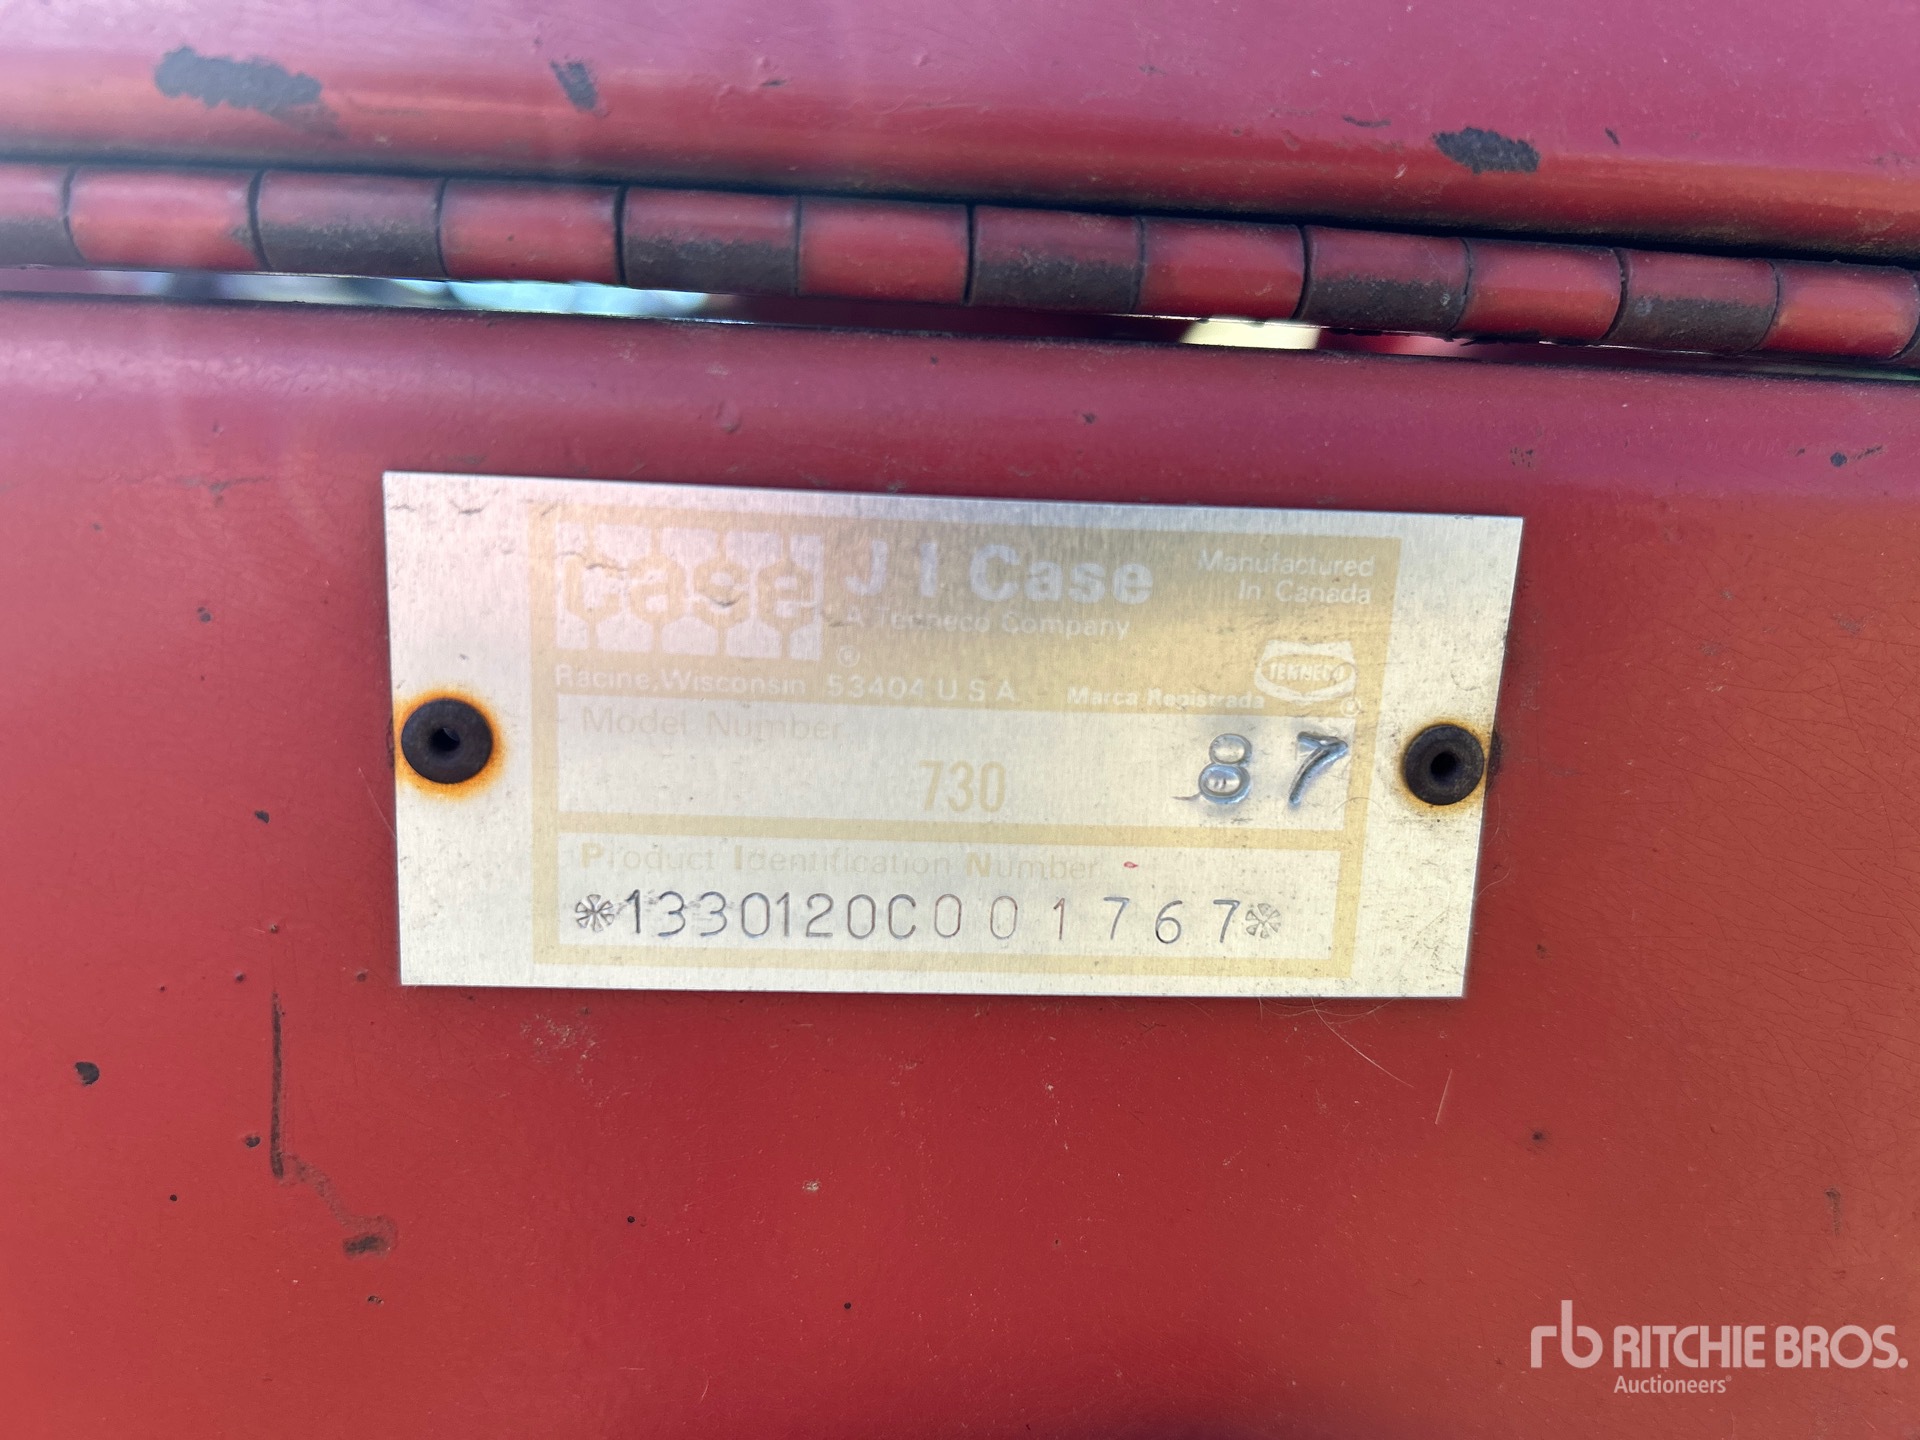 case
J I Case
Manufactured
In Canada
A Tenneco Company
®
TENNECO
Racine, Wisconsin 53404 U S A
Marca Registrada
®
Model Number
730
87
Product Identification Number
*1330120C001767*
rb RITCHIE BROS.
Auctioneers